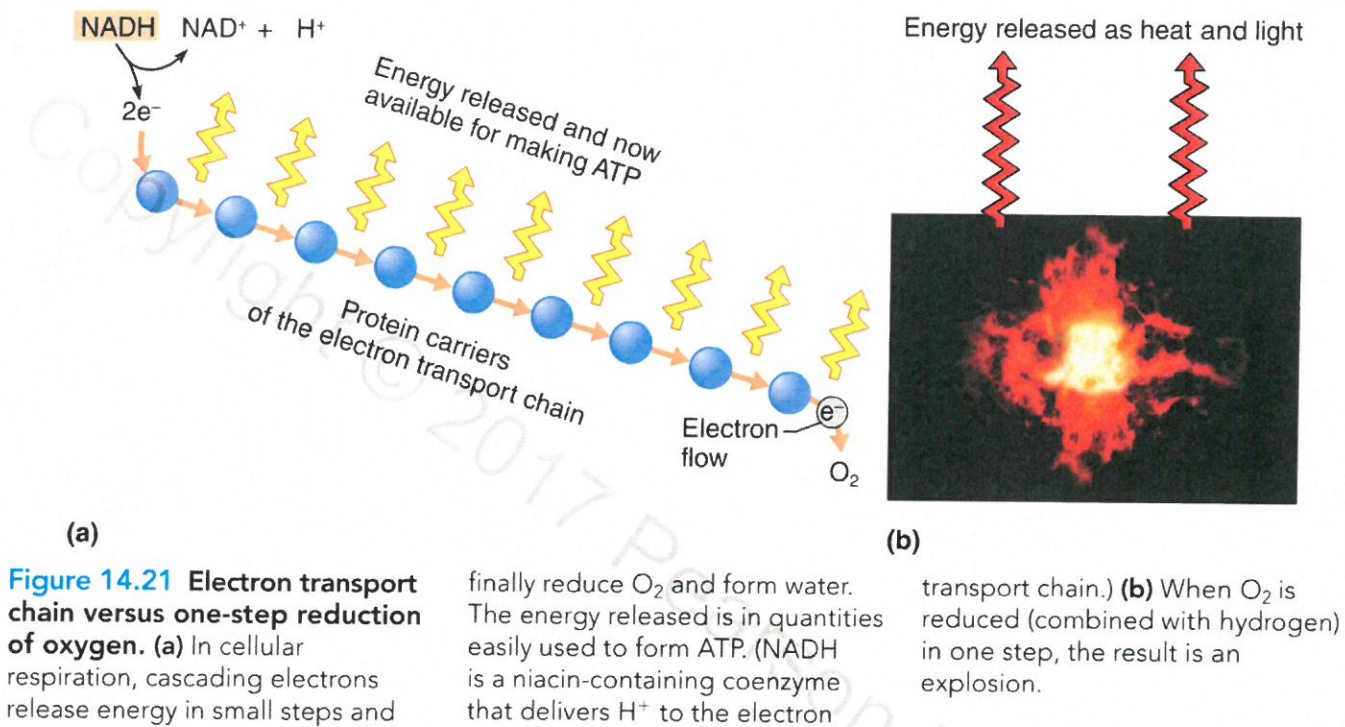 NADH NAD⁺ + H⁺
2e⁻
Energy released and now
available for making ATP
Protein carriers
of the electron transport chain
Electron
flow
e⁻
O₂
(a)
Energy released as heat and light
(b)
Figure 14.21 Electron transport
chain versus one-step reduction
of oxygen. (a) In cellular
respiration, cascading electrons
release energy in small steps and
finally reduce O₂ and form water.
The energy released is in quantities
easily used to form ATP. (NADH
is a niacin-containing coenzyme
that delivers H⁺ to the electron
transport chain.) (b) When O₂ is
reduced (combined with hydrogen)
in one step, the result is an
explosion.
Copyright © 2017 Pearson